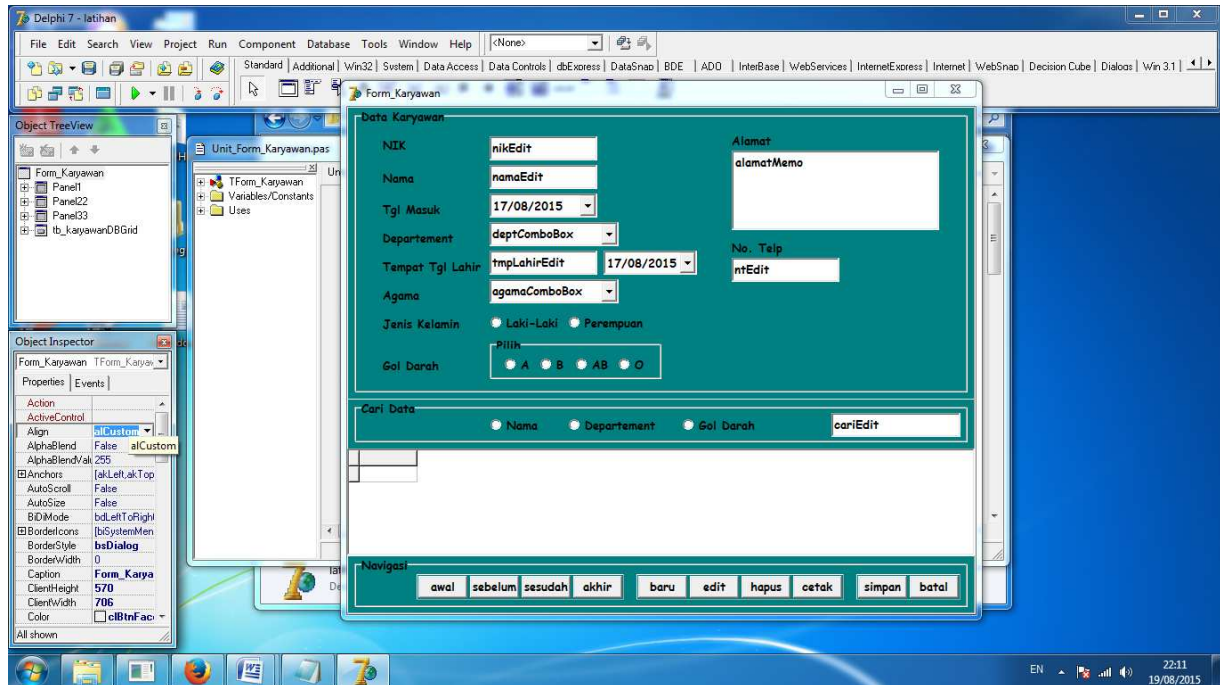 Delphi 7 - latihan
File Edit Search View Project Run Component Database Tools Window Help <None>
Standard Additional Win32 System Data Access Data Controls dbExpress DataSnap BDE ADO InterBase WebServices InternetExpress Internet WebSnap Decision Cube Dialogs Win 3.1
Object TreeView
Form_Karyawan
Panel1
Panel22
Panel33
tb_karyawanDBGrid
Unit_Form_Karyawan.pas
TForm_Karyawan
Variables/Constants
Uses
Object Inspector
Form_Karyawan TForm_Karyaw
Properties Events
Action
ActiveControl
Align alCustom
AlphaBlend False alCustom
AlphaBlendVal 255
Anchors [akLeft,akTop
AutoScroll False
AutoSize False
BiDiMode bdLeftToRight
BorderIcons [biSystemMen
BorderStyle bsDialog
BorderWidth 0
Caption Form_Karya
ClientHeight 570
ClientWidth 706
Color clBtnFac
All shown
Form_Karyawan
Data Karyawan
NIK nikEdit
Nama namaEdit
Tgl Masuk 17/08/2015
Departement deptComboBox
Tempat Tgl Lahir tmpLahirEdit 17/08/2015
Agama agamaComboBox
Jenis Kelamin Laki-Laki Perempuan
Pilih
Gol Darah A B AB O
Alamat
alamatMemo
No. Telp
ntEdit
Cari Data
Nama Departement Gol Darah cariEdit
Navigasi
awal sebelum sesudah akhir baru edit hapus cetak simpan batal
EN 22:11
19/08/2015